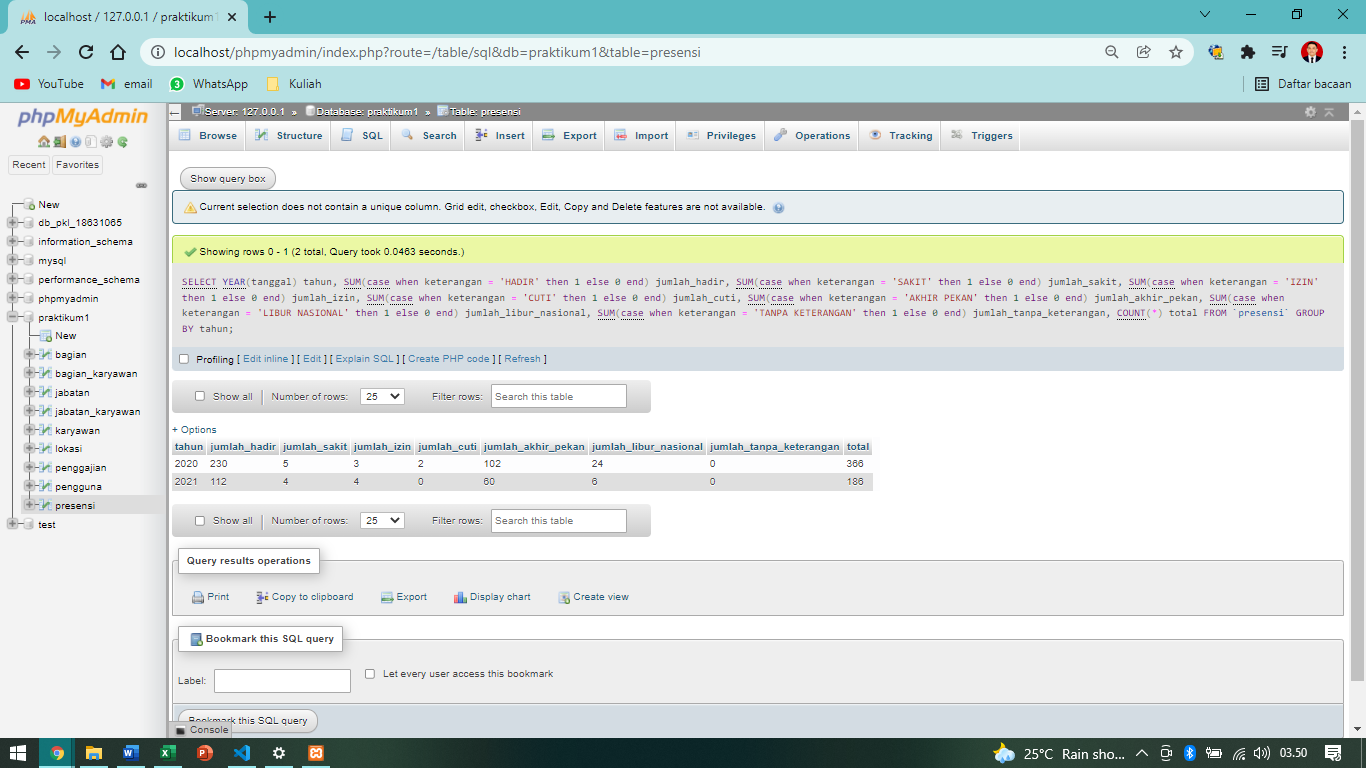 localhost / 127.0.0.1 / praktikum1
localhost/phpmyadmin/index.php?route=/table/sql&db=praktikum1&table=presensi
YouTube email 3 WhatsApp Kuliah Daftar bacaan
phpMyAdmin
Recent Favorites
New
db_pkl_18631065
information_schema
mysql
performance_schema
phpmyadmin
praktikum1
New
bagian
bagian_karyawan
jabatan
jabatan_karyawan
karyawan
lokasi
penggajian
pengguna
presensi
test
Server: 127.0.0.1 » Database: praktikum1 » Table: presensi
Browse Structure SQL Search Insert Export Import Privileges Operations Tracking Triggers
Show query box
Current selection does not contain a unique column. Grid edit, checkbox, Edit, Copy and Delete features are not available.
Showing rows 0 - 1 (2 total, Query took 0.0463 seconds.)
SELECT YEAR(tanggal) tahun, SUM(case when keterangan = 'HADIR' then 1 else 0 end) jumlah_hadir, SUM(case when keterangan = 'SAKIT' then 1 else 0 end) jumlah_sakit, SUM(case when keterangan = 'IZIN'
then 1 else 0 end) jumlah_izin, SUM(case when keterangan = 'CUTI' then 1 else 0 end) jumlah_cuti, SUM(case when keterangan = 'AKHIR PEKAN' then 1 else 0 end) jumlah_akhir_pekan, SUM(case when
keterangan = 'LIBUR NASIONAL' then 1 else 0 end) jumlah_libur_nasional, SUM(case when keterangan = 'TANPA KETERANGAN' then 1 else 0 end) jumlah_tanpa_keterangan, COUNT(*) total FROM `presensi` GROUP
BY tahun;
Profiling [ Edit inline ] [ Edit ] [ Explain SQL ] [ Create PHP code ] [ Refresh ]
Show all Number of rows: 25 Filter rows: Search this table
+ Options
tahun jumlah_hadir jumlah_sakit jumlah_izin jumlah_cuti jumlah_akhir_pekan jumlah_libur_nasional jumlah_tanpa_keterangan total
2020 230 5 3 2 102 24 0 366
2021 112 4 4 0 60 6 0 186
Show all Number of rows: 25 Filter rows: Search this table
Query results operations
Print Copy to clipboard Export Display chart Create view
Bookmark this SQL query
Label: Let every user access this bookmark
Bookmark this SQL query
Console
25°C Rain sho... 03.50